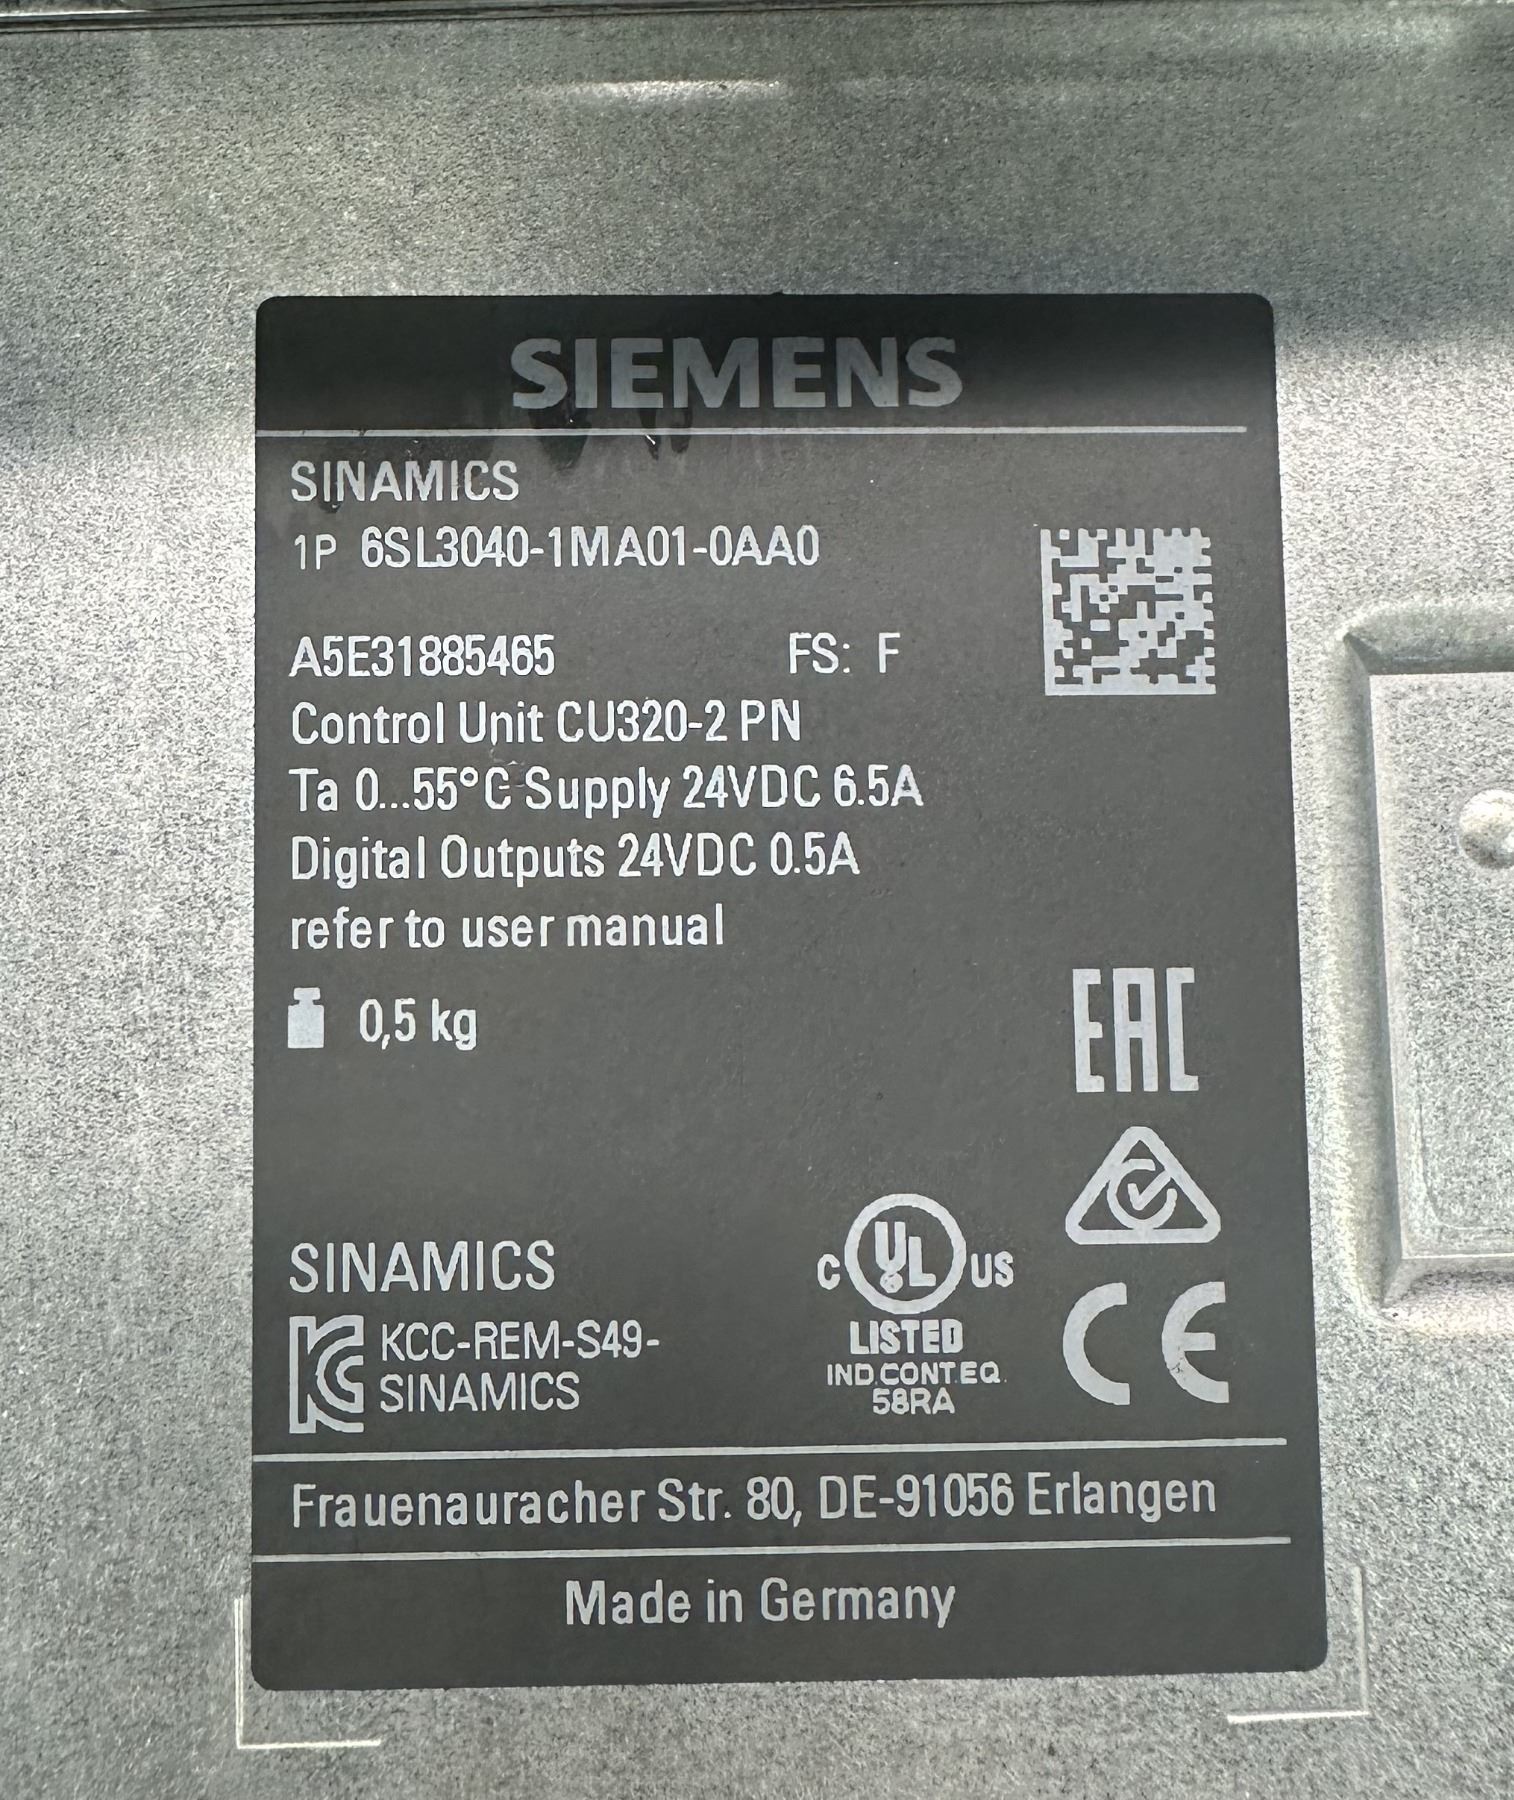 SIEMENS
SINAMICS
1P 6SL3040-1MA01-0AA0
A5E31885465 FS: F
Control Unit CU320-2 PN
Ta 0...55°C Supply 24VDC 6.5A
Digital Outputs 24VDC 0.5A
refer to user manual
0,5 kg
EAC
SINAMICS
KCC-REM-S49-
SINAMICS
C UL US
LISTED
IND.CONT.EQ.
58RA
CE
Frauenauracher Str. 80, DE-91056 Erlangen
Made in Germany